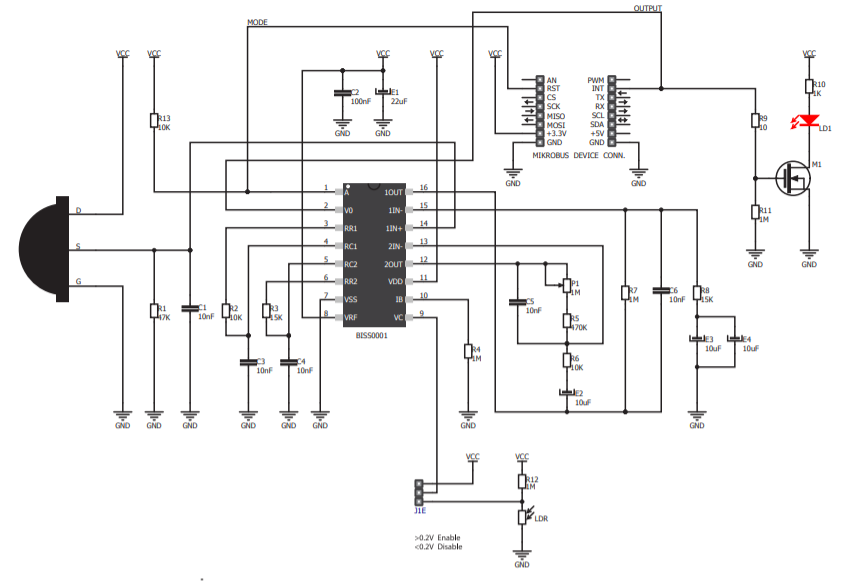 OUTPUT
MODE
VCC VCC VCC VCC VCC VCC
R13
10K
C2
100nF
E1
22uF
GND GND
AN
RST
CS
SCK
MISO
MOSI
+3.3V
GND
PWM
INT
TX
RX
SCL
SDA
+5V
GND
MIKROBUS DEVICE CONN.
GND GND
R10
1K
LD1
R9
10
M1
R11
1M
GND GND
D
S
G
1 A
2 V0
3 RR1
4 RC1
5 RC2
6 RR2
7 VSS
8 VRF
1OUT 16
1IN- 15
1IN+ 14
2IN- 13
2OUT 12
VDD 11
IB 10
VC 9
BISS0001
R1
47K
C1
10nF
R2
10K
R3
15K
C3
10nF
C4
10nF
R4
1M
C5
10nF
P1
1M
R5
470K
R6
10K
E2
10uF
R7
1M
C6
10nF
R8
15K
E3
10uF
E4
10uF
GND GND GND GND GND GND GND GND
VCC VCC
J1E
R12
1M
LDR
>0.2V Enable
<0.2V Disable
GND